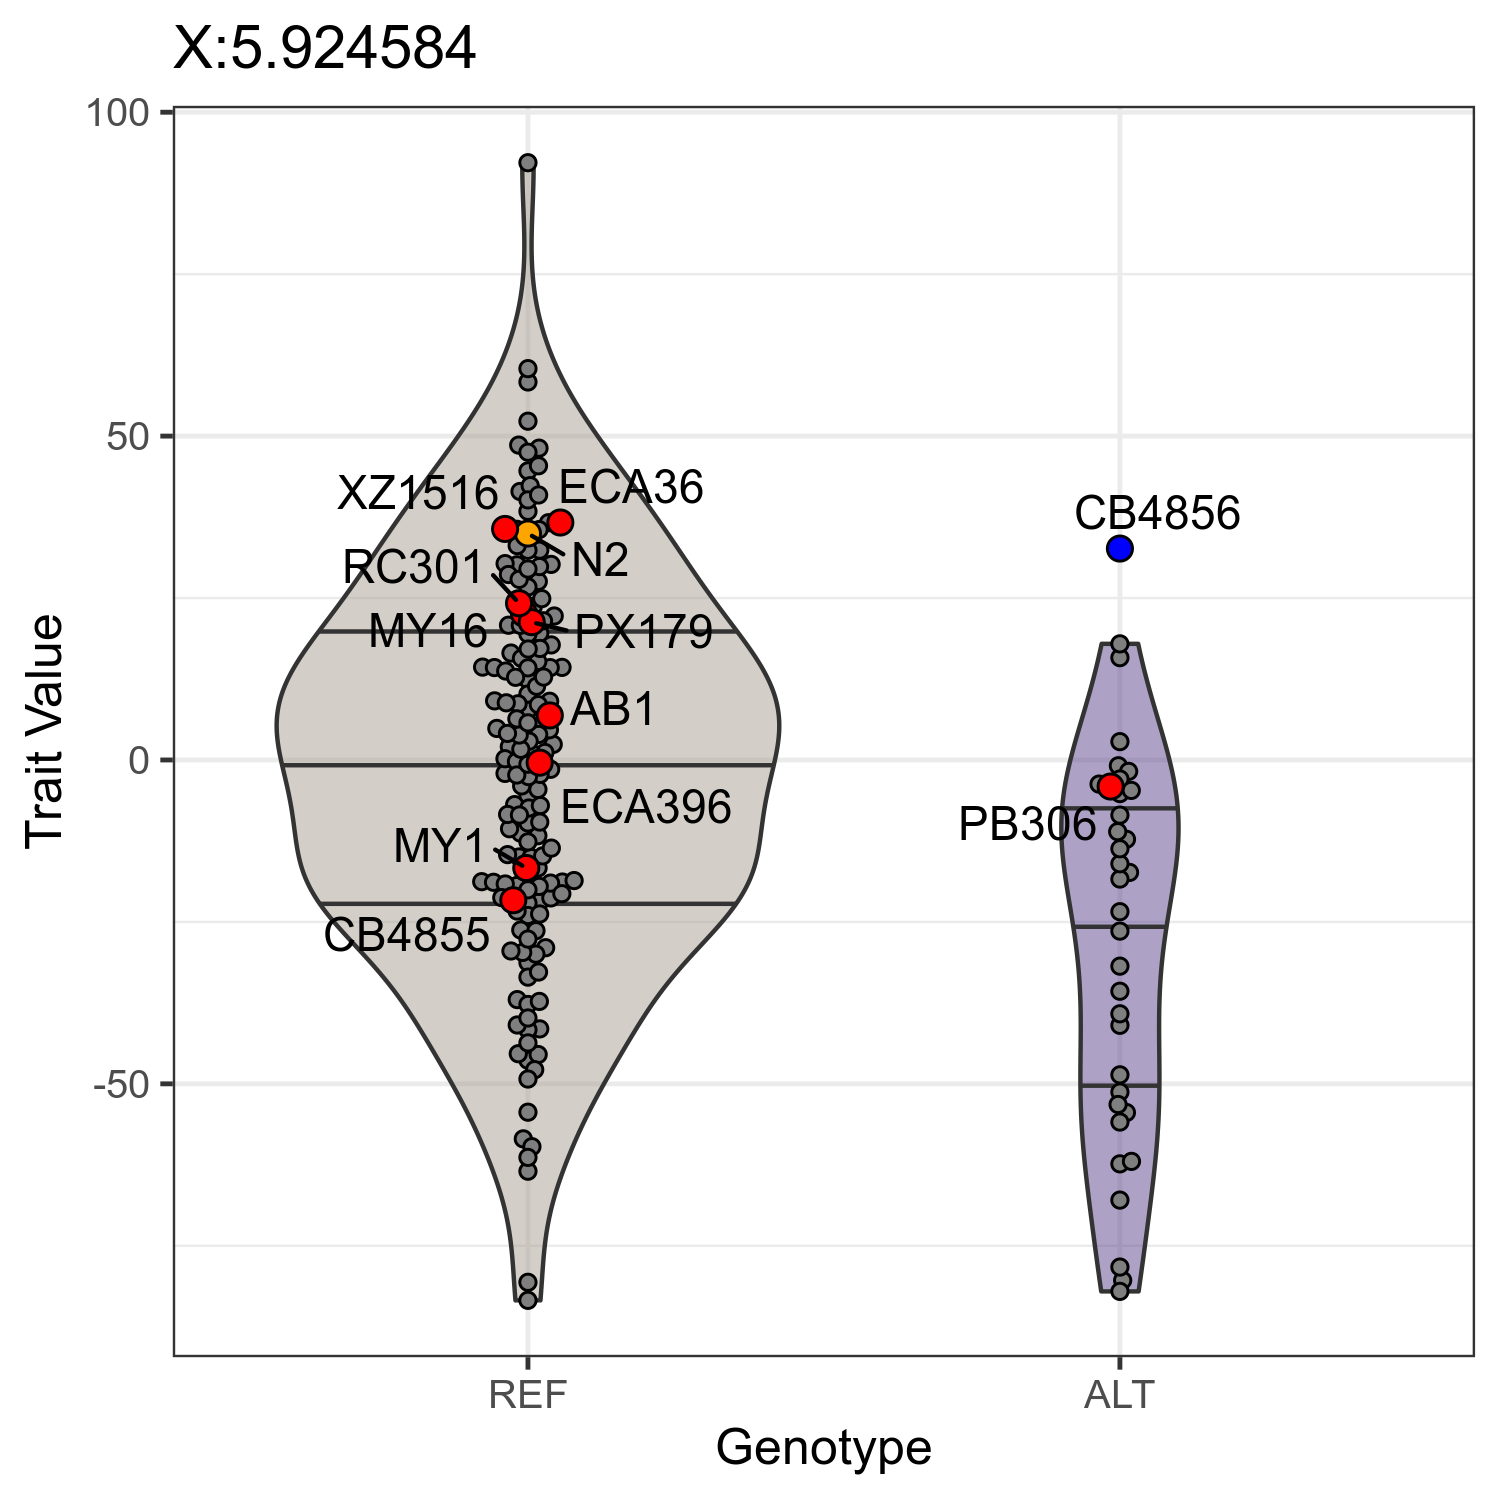 X:5.924584
100
50
0
-50
Trait Value
XZ1516
ECA36
N2
RC301
MY16
PX179
AB1
ECA396
MY1
CB4855
CB4856
PB306
REF
ALT
Genotype